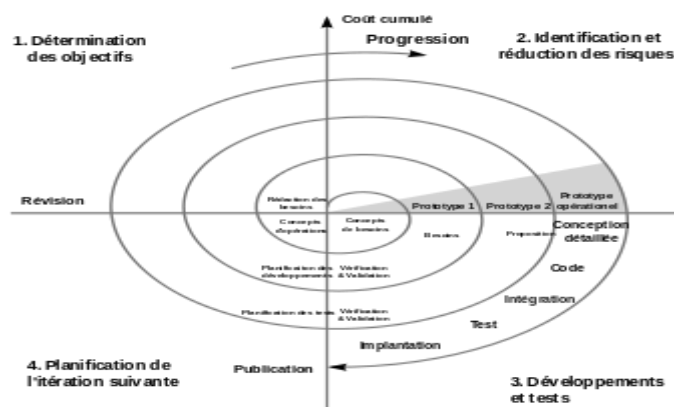 Coût cumulé
Progression
1. Détermination
des objectifs
2. Identification et
réduction des risques
Révision
Rédaction des
besoins
Concepts
d'opérations
Concepts
de besoins
Prototype 1
Prototype 2
Prototype
opérationel
Besoins
Proposition
Conception
détaillée
Planification des
développements
Vérification
& Validation
Code
Planification des tests
Vérification
& Validation
Intégration
Test
Implantation
Publication
4. Planification de
l'itération suivante
3. Développements
et tests